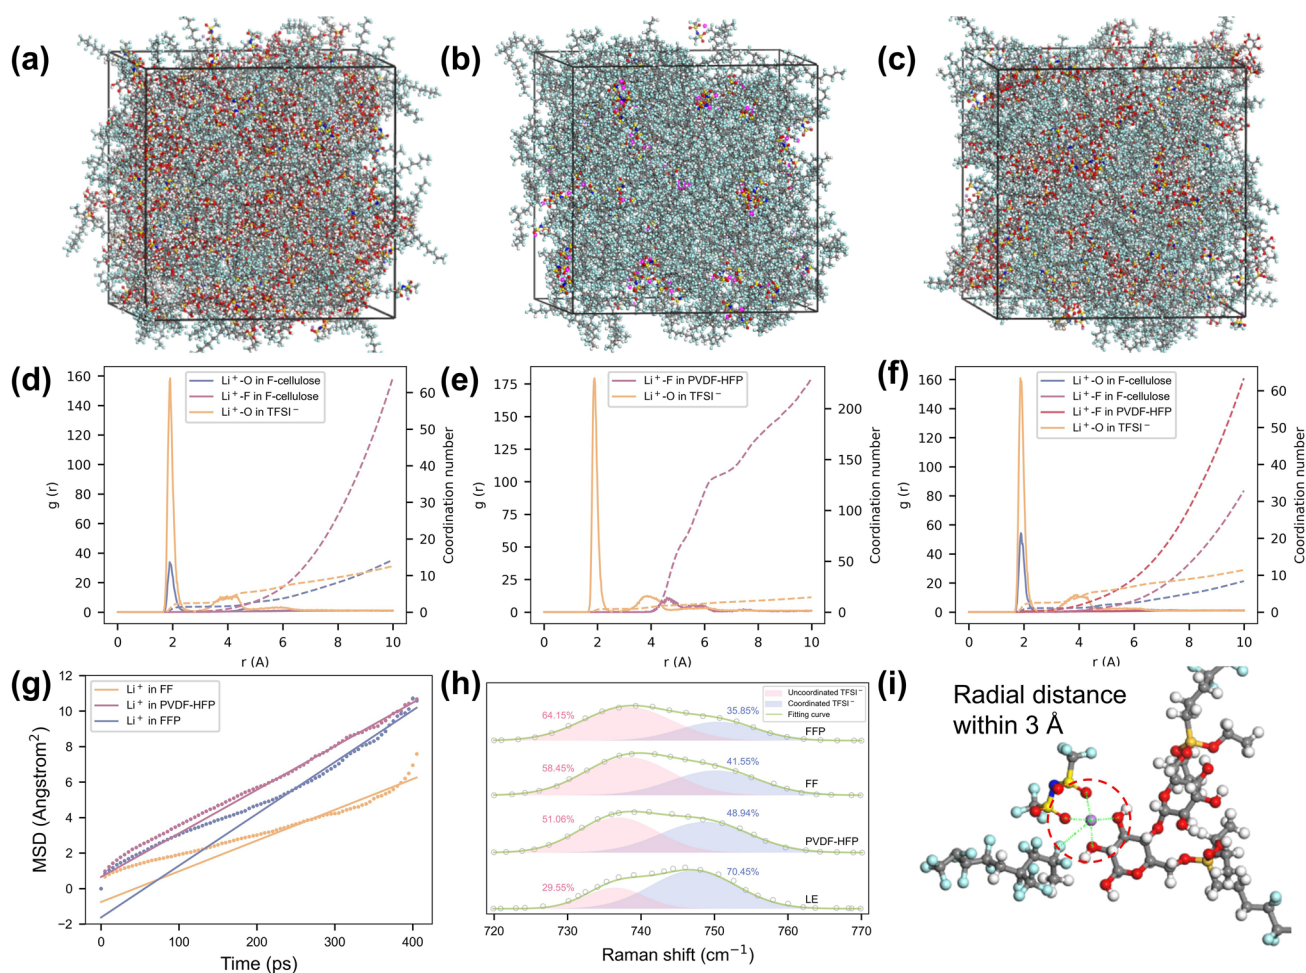 (a)
(b)
(c)
(d)
160
140
120
100
80
60
40
20
0
g (r)
Li⁺-O in F-cellulose
Li⁺-F in F-cellulose
Li⁺-O in TFSI⁻
60
50
40
30
20
10
0
Coordination number
0 2 4 6 8 10
r (A)
(e)
175
150
125
100
75
50
25
0
g (r)
Li⁺-F in PVDF-HFP
Li⁺-O in TFSI⁻
200
150
100
50
0
Coordination number
0 2 4 6 8 10
r (A)
(f)
160
140
120
100
80
60
40
20
0
g (r)
Li⁺-O in F-cellulose
Li⁺-F in F-cellulose
Li⁺-F in PVDF-HFP
Li⁺-O in TFSI⁻
60
50
40
30
20
10
0
Coordination number
0 2 4 6 8 10
r (A)
(g)
12
10
8
6
4
2
0
−2
MSD (Angstrom²)
Li⁺ in FF
Li⁺ in PVDF-HFP
Li⁺ in FFP
0 100 200 300 400
Time (ps)
(h)
Uncoordinated TFSI⁻
Coordinated TFSI⁻
Fitting curve
64.15% 35.85%
FFP
58.45% 41.55%
FF
51.06% 48.94%
PVDF-HFP
29.55% 70.45%
LE
720 730 740 750 760 770
Raman shift (cm⁻¹)
(i)
Radial distance
within 3 Å